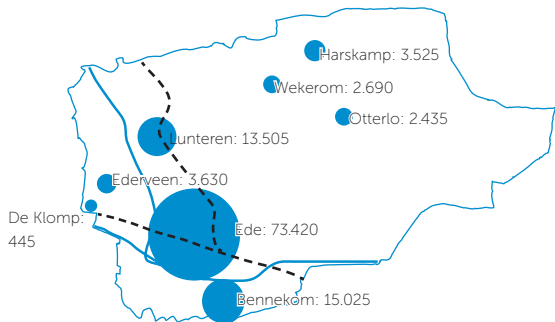 Harskamp: 3.525
Wekerom: 2.690
Otterlo: 2.435
Lunteren: 13.505
Ederveen: 3.630
De Klomp:
445
Ede: 73.420
Bennekom: 15.025